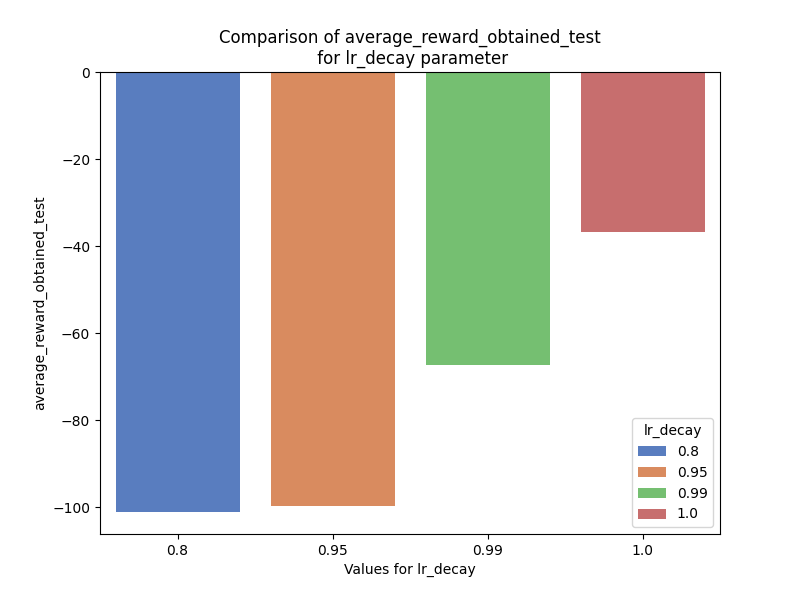 Comparison of average_reward_obtained_test
for lr_decay parameter
0
−20
−40
−60
−80
−100
average_reward_obtained_test
lr_decay
0.8
0.95
0.99
1.0
0.8
0.95
0.99
1.0
Values for lr_decay